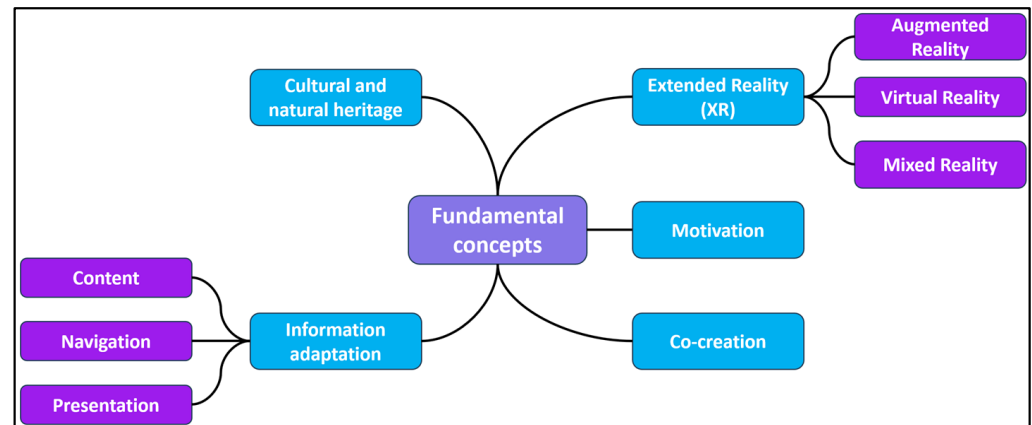 Augmented
Reality
Cultural and
natural heritage
Extended Reality
(XR)
Virtual Reality
Mixed Reality
Fundamental
concepts
Motivation
Content
Navigation
Information
adaptation
Co-creation
Presentation